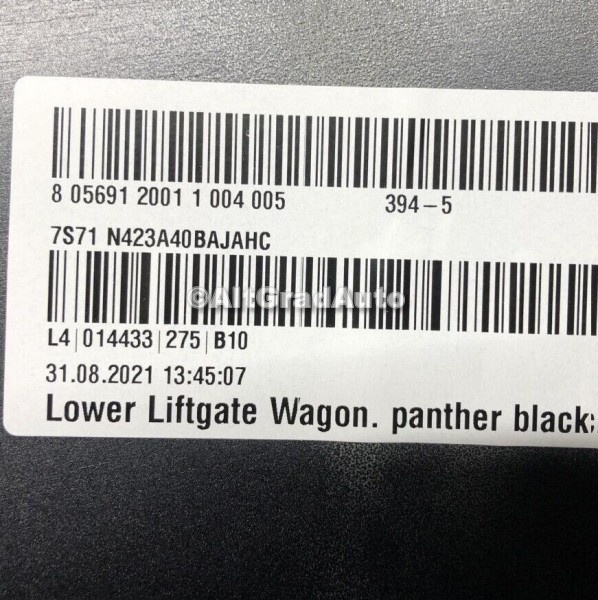 8 05691 2001 1 004 005 394-5
7S71 N423A40BAJAHC
©AltGradAuto
L4|014433|275|B10
31.08.2021 13:45:07
Lower Liftgate Wagon. panther black;